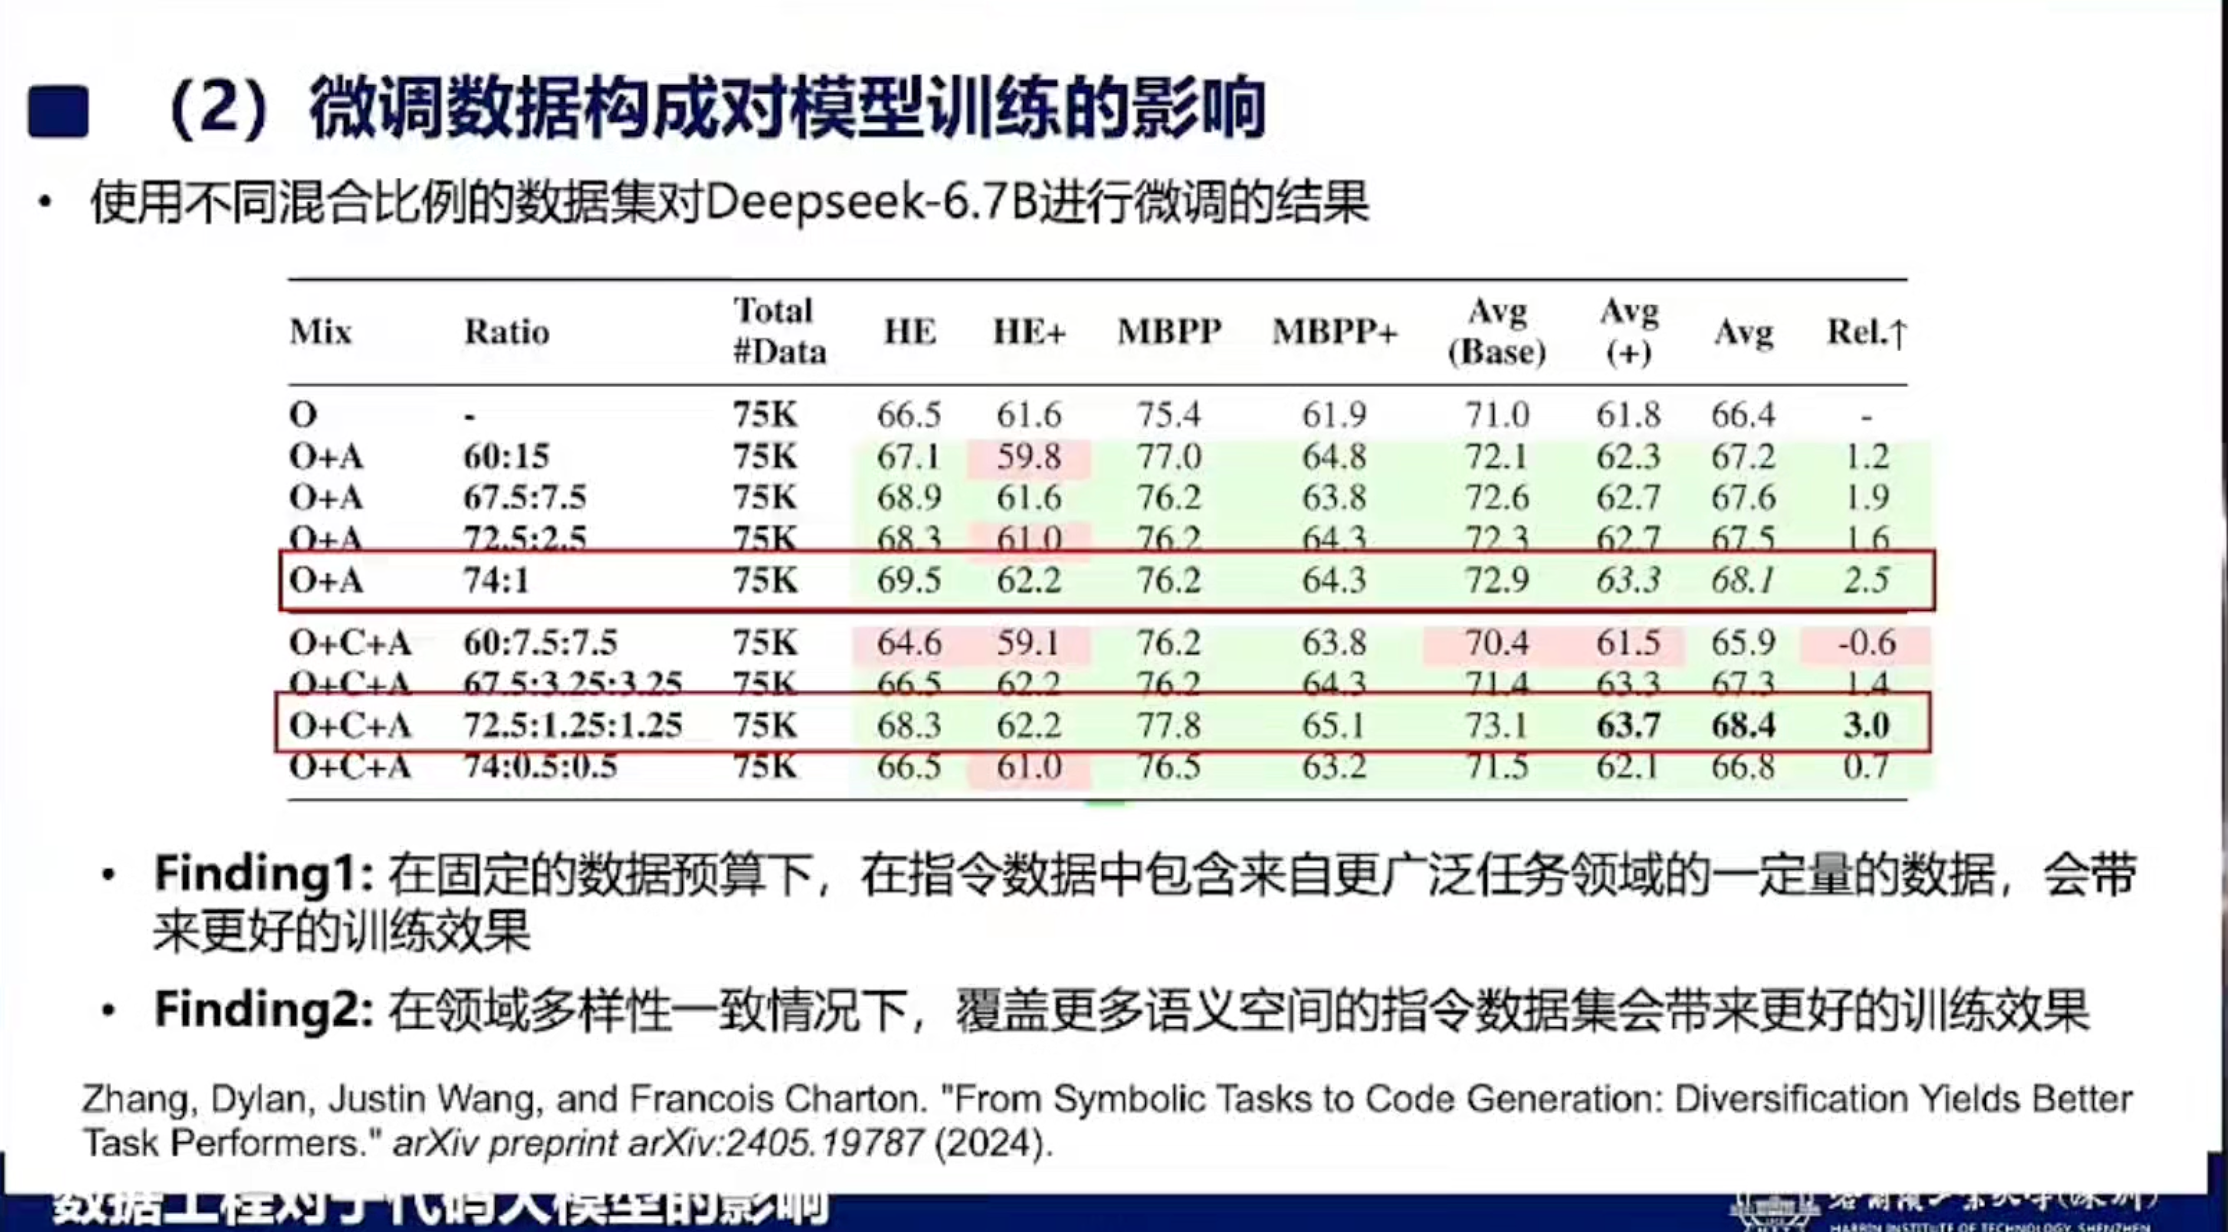 （2）微调数据构成对模型训练的影响
• 使用不同混合比例的数据集对Deepseek-6.7B进行微调的结果
Mix Ratio Total #Data HE HE+ MBPP MBPP+ Avg (Base) Avg (+) Avg Rel.↑
O - 75K 66.5 61.6 75.4 61.9 71.0 61.8 66.4 -
O+A 60:15 75K 67.1 59.8 77.0 64.8 72.1 62.3 67.2 1.2
O+A 67.5:7.5 75K 68.9 61.6 76.2 63.8 72.6 62.7 67.6 1.9
O+A 72.5:2.5 75K 68.3 61.0 76.2 64.3 72.3 62.7 67.5 1.6
O+A 74:1 75K 69.5 62.2 76.2 64.3 72.9 63.3 68.1 2.5
O+C+A 60:7.5:7.5 75K 64.6 59.1 76.2 63.8 70.4 61.5 65.9 -0.6
O+C+A 67.5:3.25:3.25 75K 66.5 62.2 76.2 64.3 71.4 63.3 67.3 1.4
O+C+A 72.5:1.25:1.25 75K 68.3 62.2 77.8 65.1 73.1 63.7 68.4 3.0
O+C+A 74:0.5:0.5 75K 66.5 61.0 76.5 63.2 71.5 62.1 66.8 0.7
• Finding1: 在固定的数据预算下，在指令数据中包含来自更广泛任务领域的一定量的数据，会带
来更好的训练效果
• Finding2: 在领域多样性一致情况下，覆盖更多语义空间的指令数据集会带来更好的训练效果
Zhang, Dylan, Justin Wang, and Francois Charton. "From Symbolic Tasks to Code Generation: Diversification Yields Better
Task Performers." arXiv preprint arXiv:2405.19787 (2024).
数据工程对于代码大模型的影响
哈尔滨工业大学(深圳)
HARBIN INSTITUTE OF TECHNOLOGY, SHENZHEN